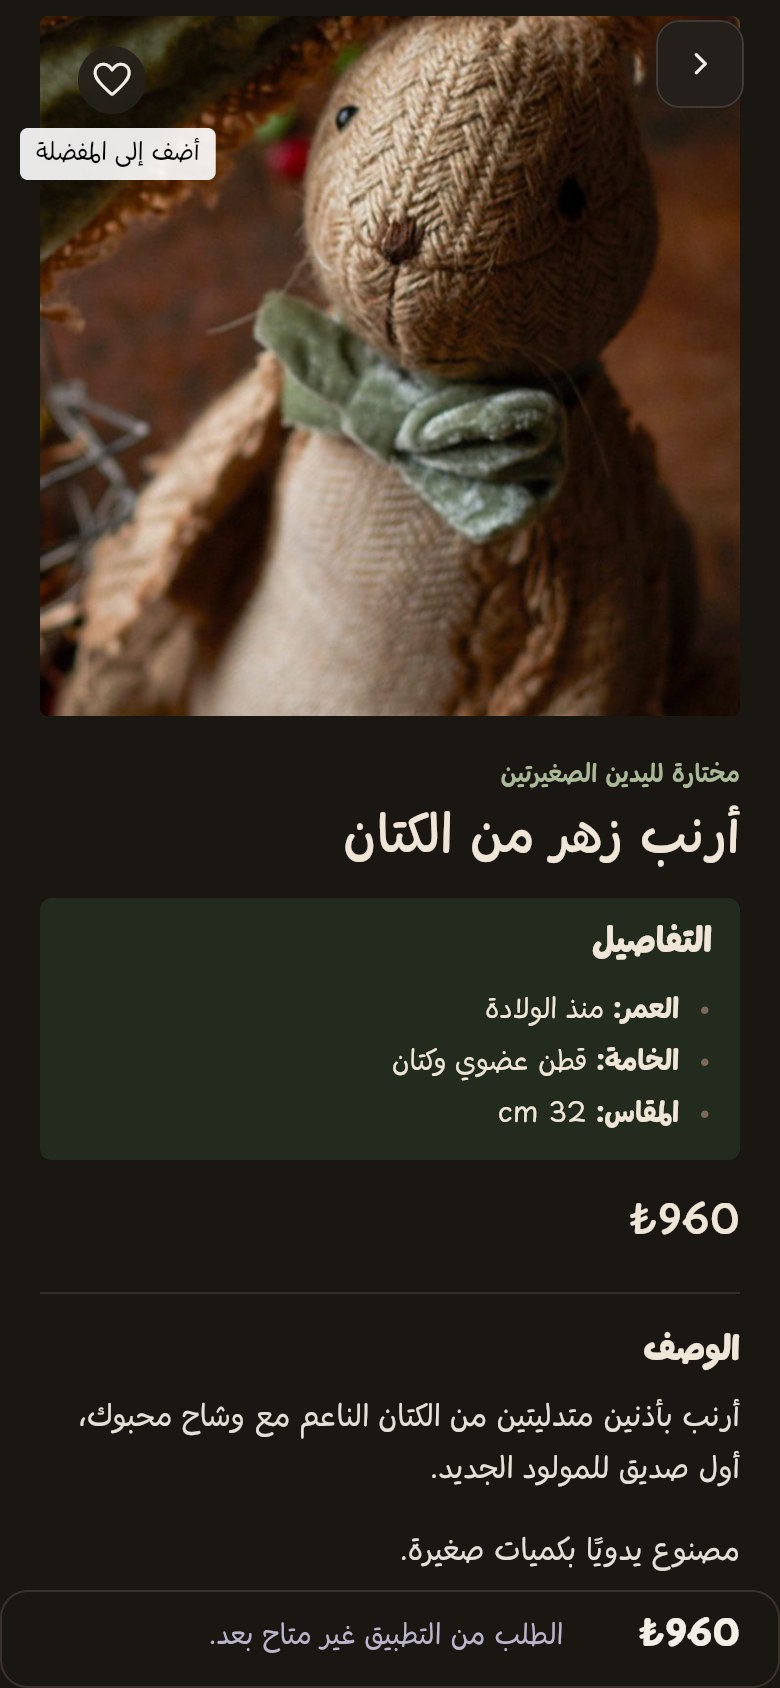 أضف إلى المفضلة
مختارة لليدين الصغيرتين
أرنب زهر من الكتان
التفاصيل
• العمر: منذ الولادة
• الخامة: قطن عضوي وكتان
• المقاس: 32 cm
₺960
الوصف
أرنب بأذنين متدليتين من الكتان الناعم مع وشاح محبوك،
أول صديق للمولود الجديد.
مصنوع يدويًا بكميات صغيرة.
₺960
الطلب من التطبيق غير متاح بعد.